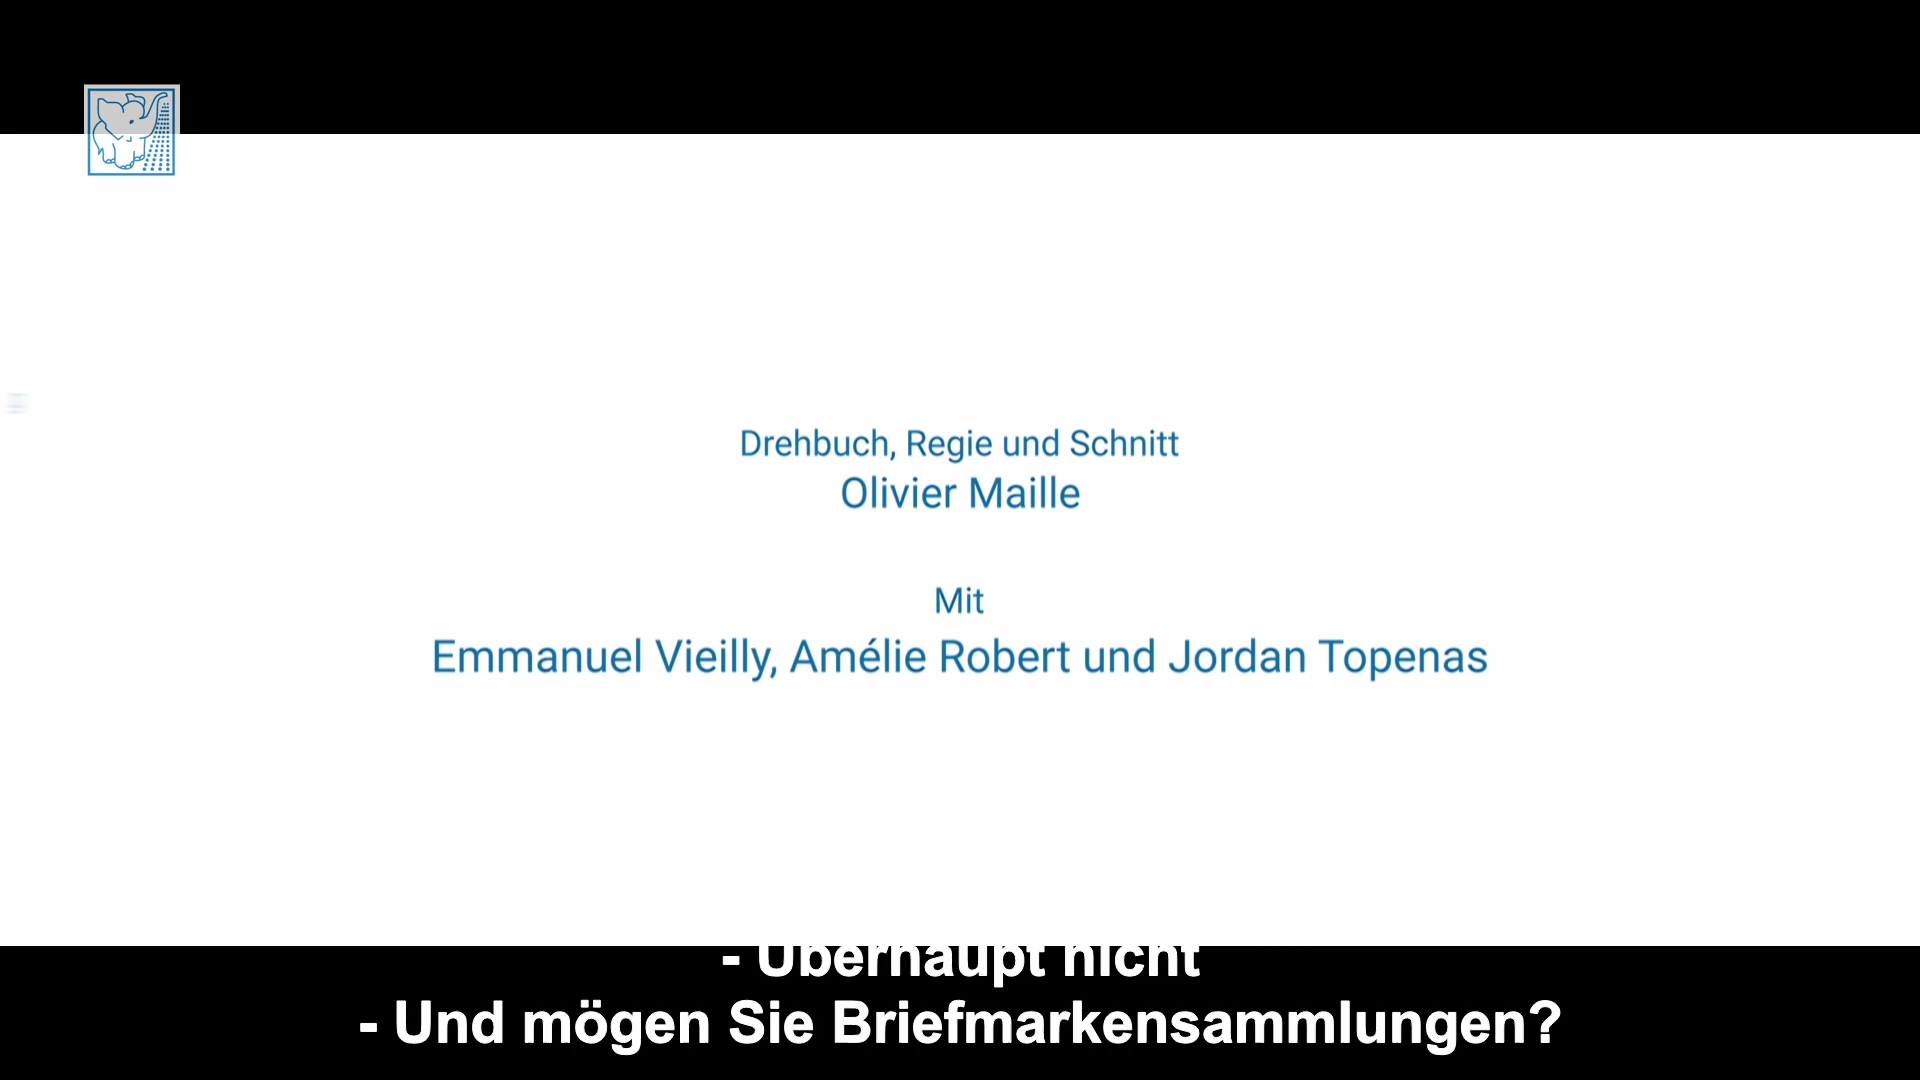 Drehbuch, Regie und Schnitt
Olivier Maille
Mit
Emmanuel Vieilly, Amélie Robert und Jordan Topenas
- Überhaupt nicht
- Und mögen Sie Briefmarkensammlungen?